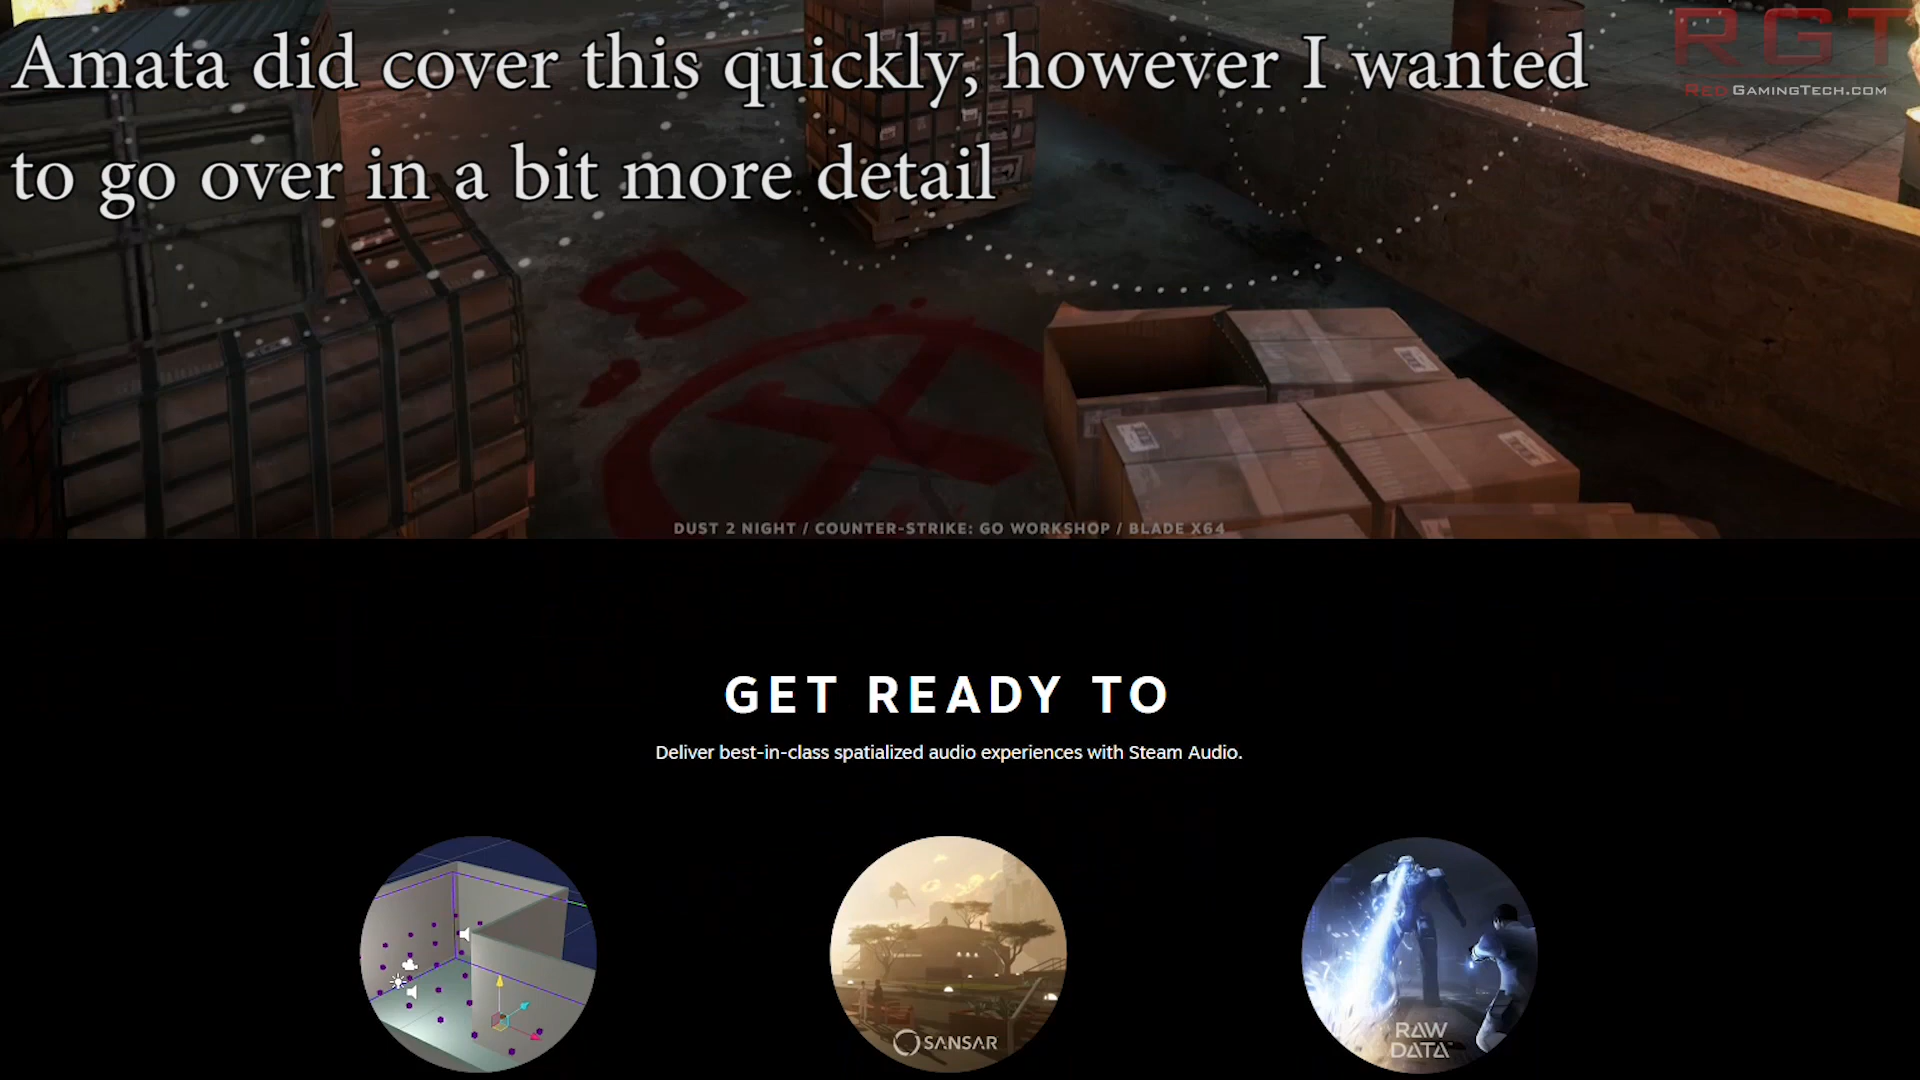 Amata did cover this quickly, however I wanted
to go over in a bit more detail
RGT
RedGamingTech.com
DUST 2 NIGHT / COUNTER-STRIKE: GO WORKSHOP / BLADE X64
GET READY TO
Deliver best-in-class spatialized audio experiences with Steam Audio.
SANSAR
RAW
DATA